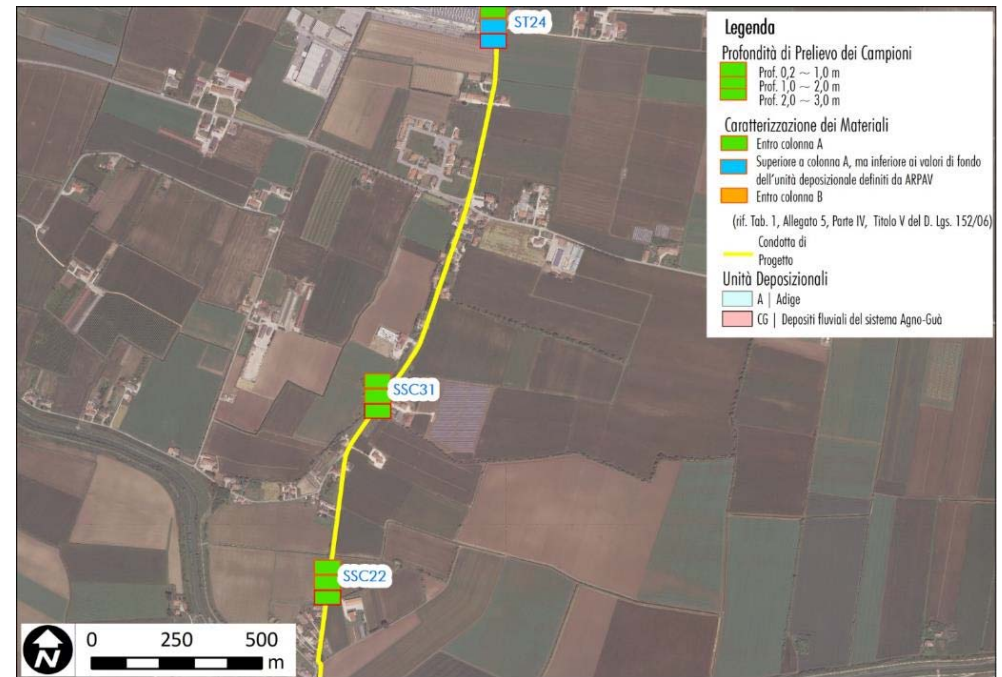 ST24
Legenda
Profondità di Prelievo dei Campioni
Prof. 0,2 ~ 1,0 m
Prof. 1,0 ~ 2,0 m
Prof. 2,0 ~ 3,0 m
Caratterizzazione dei Materiali
Entro colonna A
Superiore a colonna A, ma inferiore ai valori di fondo
dell'unità deposizionale definiti da ARPAV
Entro colonna B
(rif. Tab. 1, Allegato 5, Parte IV, Titolo V del D. Lgs. 152/06)
Condotta di
Progetto
Unità Deposizionali
A | Adige
CG | Depositi fluviali del sistema Agno-Guà
SSC31
SSC22
N
0 250 500
m